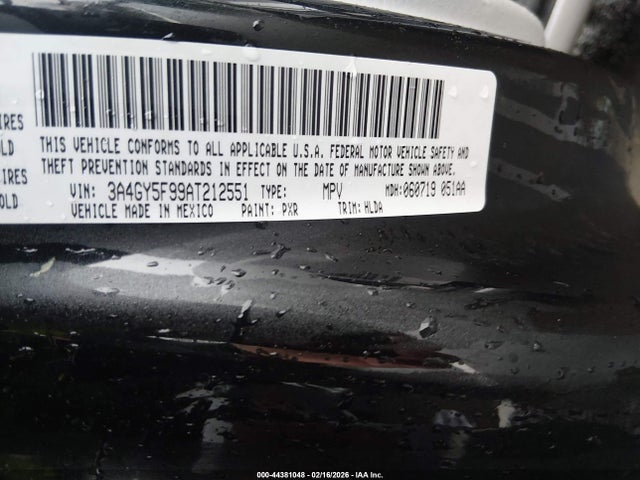 THIS VEHICLE CONFORMS TO ALL APPLICABLE U.S.A. FEDERAL MOTOR VEHICLE SAFETY AND
IRES
THEFT PREVENTION STANDARDS IN EFFECT ON THE DATE OF MANUFACTURE SHOWN ABOVE.
OLD
VIN: 3A4GY5F99AT212551 TYPE: MPV MDH: 060719 051AA
IRES
VEHICLE MADE IN MEXICO PAINT: PXR TRIM: HLDA
OLD
000-44381048 - 02/16/2026 - IAA Inc.